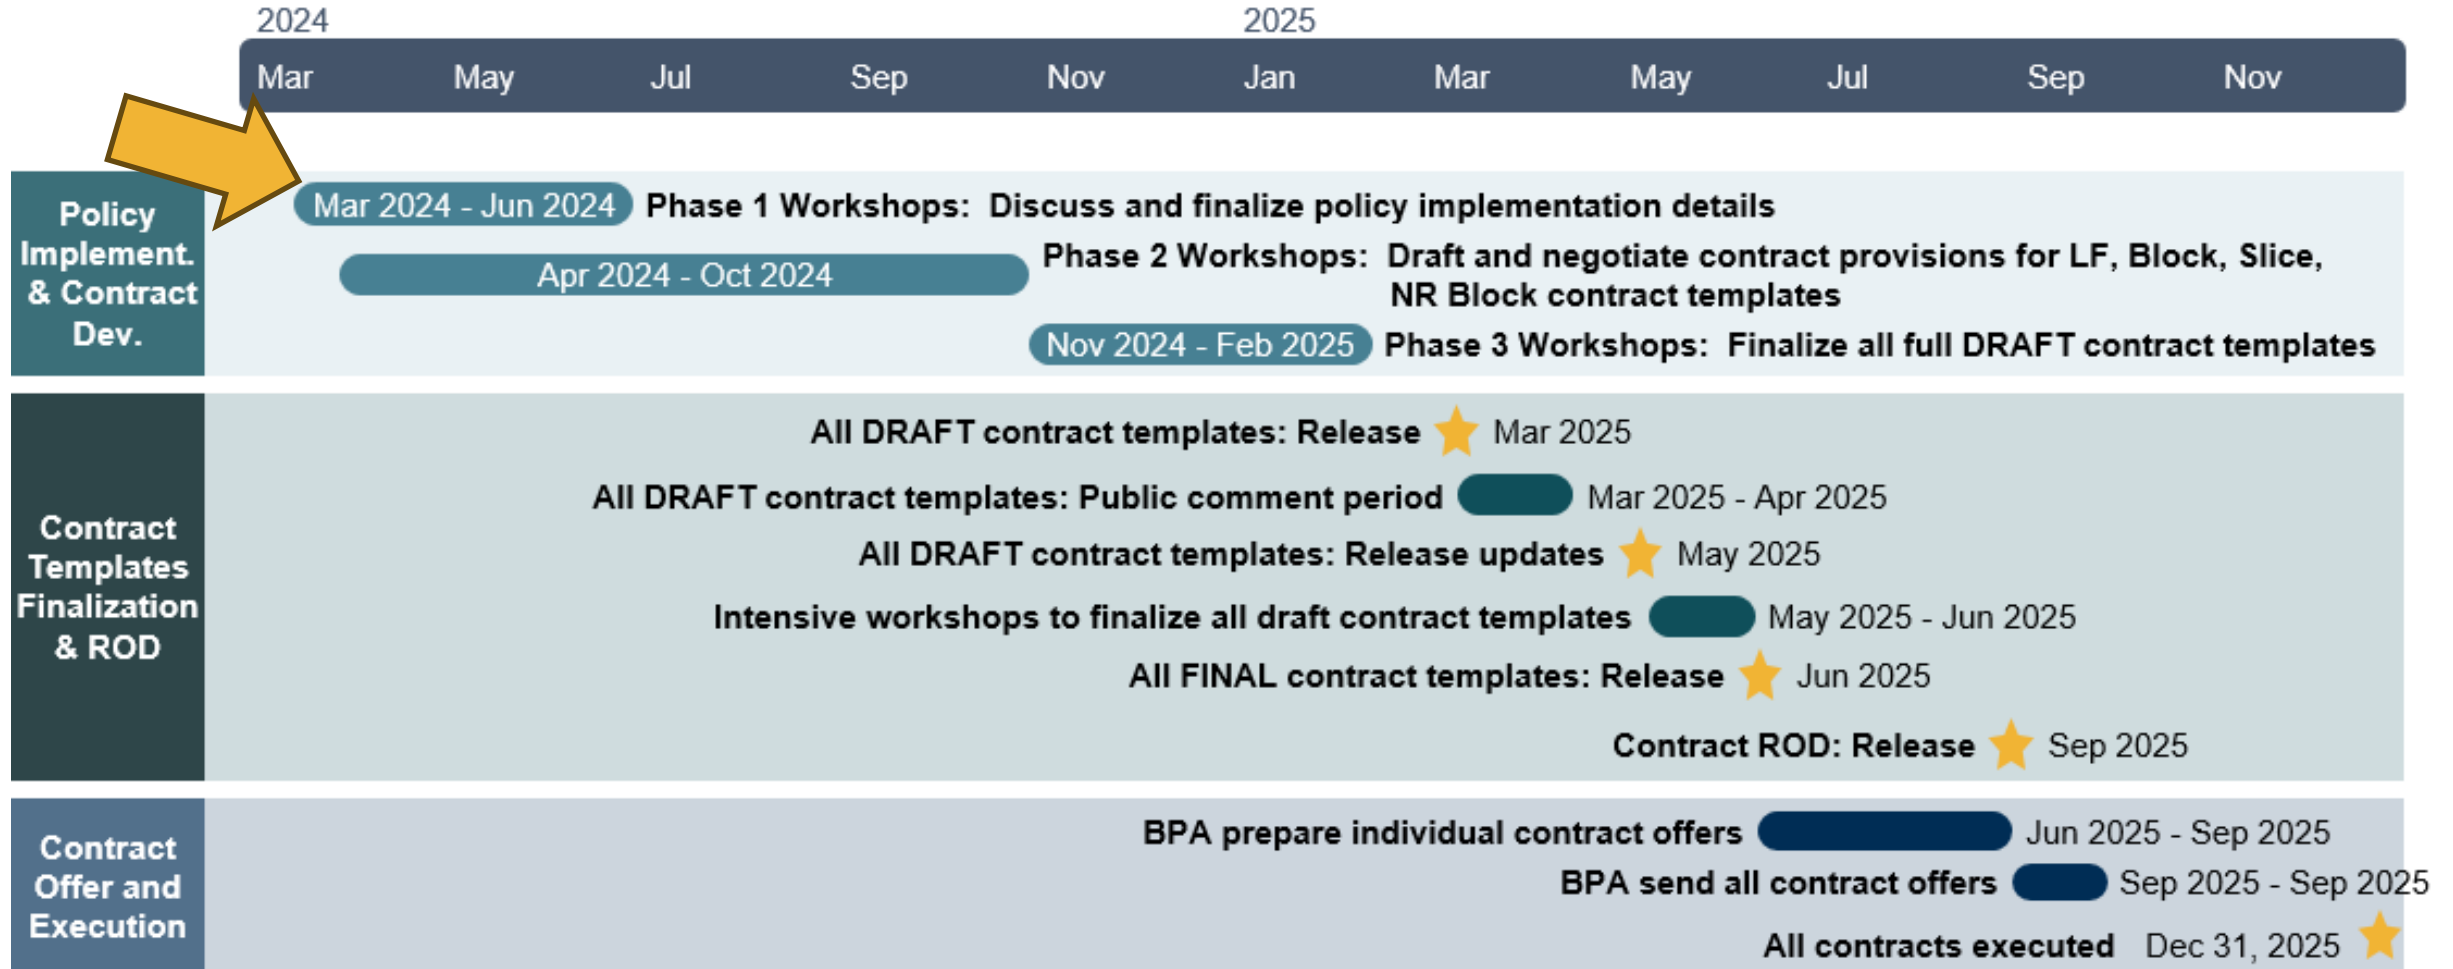 2024
2025
Mar May Jul Sep Nov Jan Mar May Jul Sep Nov
Policy
Implement.
& Contract
Dev.
Mar 2024 - Jun 2024 Phase 1 Workshops: Discuss and finalize policy implementation details
Apr 2024 - Oct 2024 Phase 2 Workshops: Draft and negotiate contract provisions for LF, Block, Slice,
NR Block contract templates
Nov 2024 - Feb 2025 Phase 3 Workshops: Finalize all full DRAFT contract templates
Contract
Templates
Finalization
& ROD
All DRAFT contract templates: Release Mar 2025
All DRAFT contract templates: Public comment period Mar 2025 - Apr 2025
All DRAFT contract templates: Release updates May 2025
Intensive workshops to finalize all draft contract templates May 2025 - Jun 2025
All FINAL contract templates: Release Jun 2025
Contract ROD: Release Sep 2025
Contract
Offer and
Execution
BPA prepare individual contract offers Jun 2025 - Sep 2025
BPA send all contract offers Sep 2025 - Sep 2025
All contracts executed Dec 31, 2025